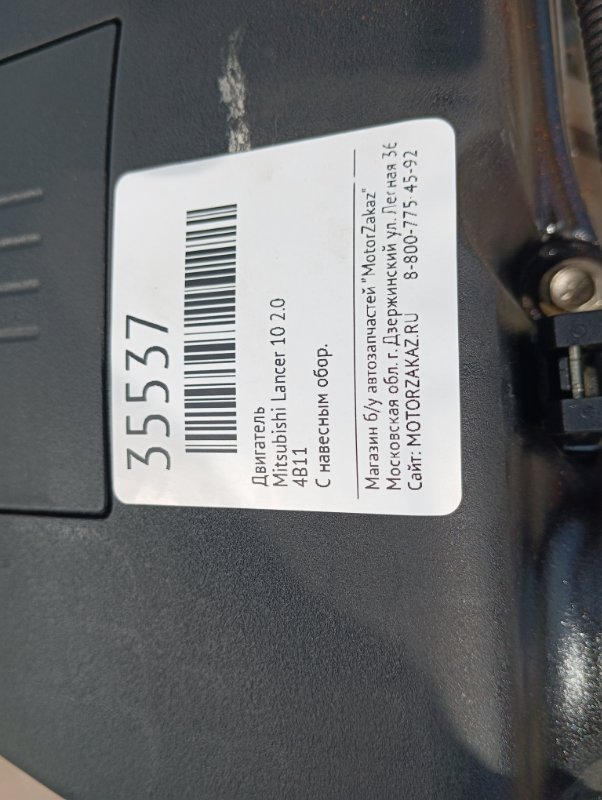 35537
Двигатель
Mitsubishi Lancer 10 2.0
4B11
С навесным обор.
Магазин б/у автозапчастей "MotorZakaz"
Московская обл. г. Дзержинский ул. Лесная 36
Сайт: MOTORZAKAZ.RU 8-800-775-45-92